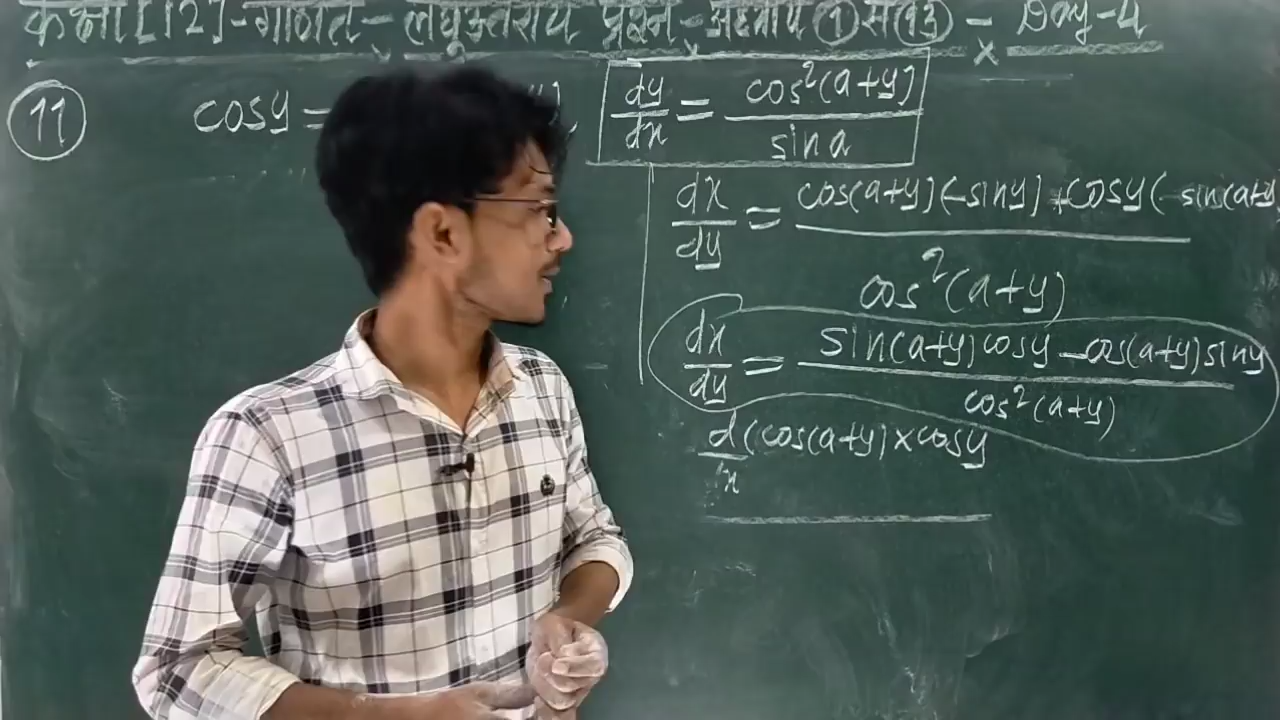 कक्षा [12]-गणित - लघुउत्तरीय प्रश्न - अध्याय ① से ⑬ - Day-4
⑪ cosy = y], dy/dx = cos²(a+y)/sin a
dx/dy = cos(a+y)(-siny) + cosy(- sin(a+y)
cos²(a+y)
dx/dy = sin(a+y)cosy - cos(a+y)siny
cos²(a+y)
d/x (cos(a+y) × cosy